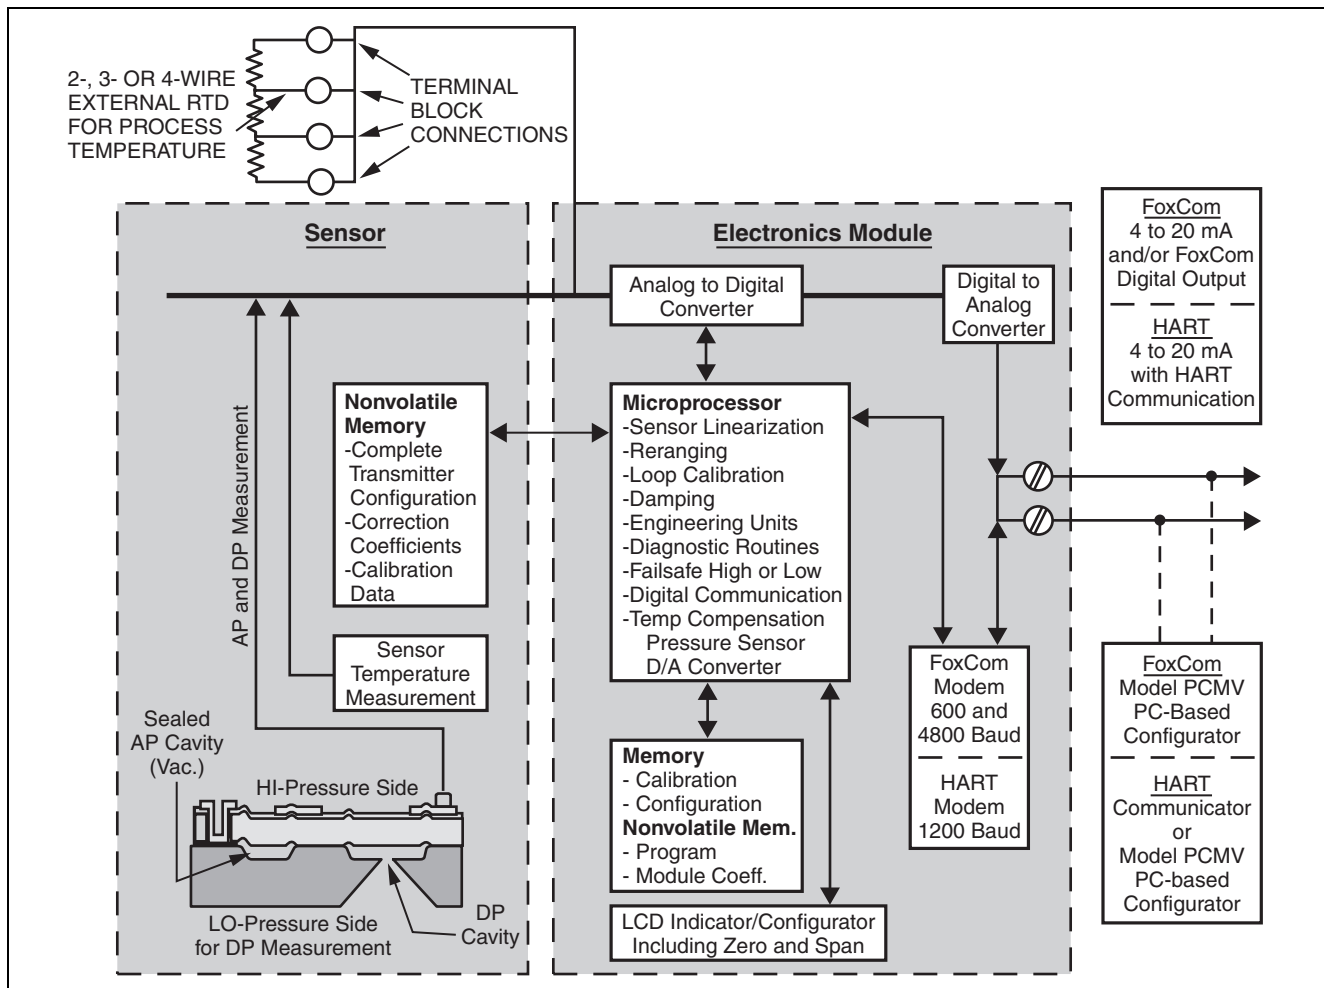 2-, 3- OR 4-WIRE
EXTERNAL RTD
FOR PROCESS
TEMPERATURE
TERMINAL
BLOCK
CONNECTIONS
Sensor
Electronics Module
Analog to Digital
Converter
Digital to
Analog
Converter
FoxCom
4 to 20 mA
and/or FoxCom
Digital Output
HART
4 to 20 mA
with HART
Communication
AP and DP Measurement
Nonvolatile
Memory
-Complete
Transmitter
Configuration
-Correction
Coefficients
-Calibration
Data
Microprocessor
-Sensor Linearization
-Reranging
-Loop Calibration
-Damping
-Engineering Units
-Diagnostic Routines
-Failsafe High or Low
-Digital Communication
-Temp Compensation
Pressure Sensor
D/A Converter
Sensor
Temperature
Measurement
FoxCom
Modem
600 and
4800 Baud
HART
Modem
1200 Baud
FoxCom
Model PCMV
PC-Based
Configurator
HART
Communicator
or
Model PCMV
PC-based
Configurator
Sealed
AP Cavity
(Vac.)
HI-Pressure Side
LO-Pressure Side
for DP Measurement
DP
Cavity
Memory
- Calibration
- Configuration
Nonvolatile Mem.
- Program
- Module Coeff.
LCD Indicator/Configurator
Including Zero and Span